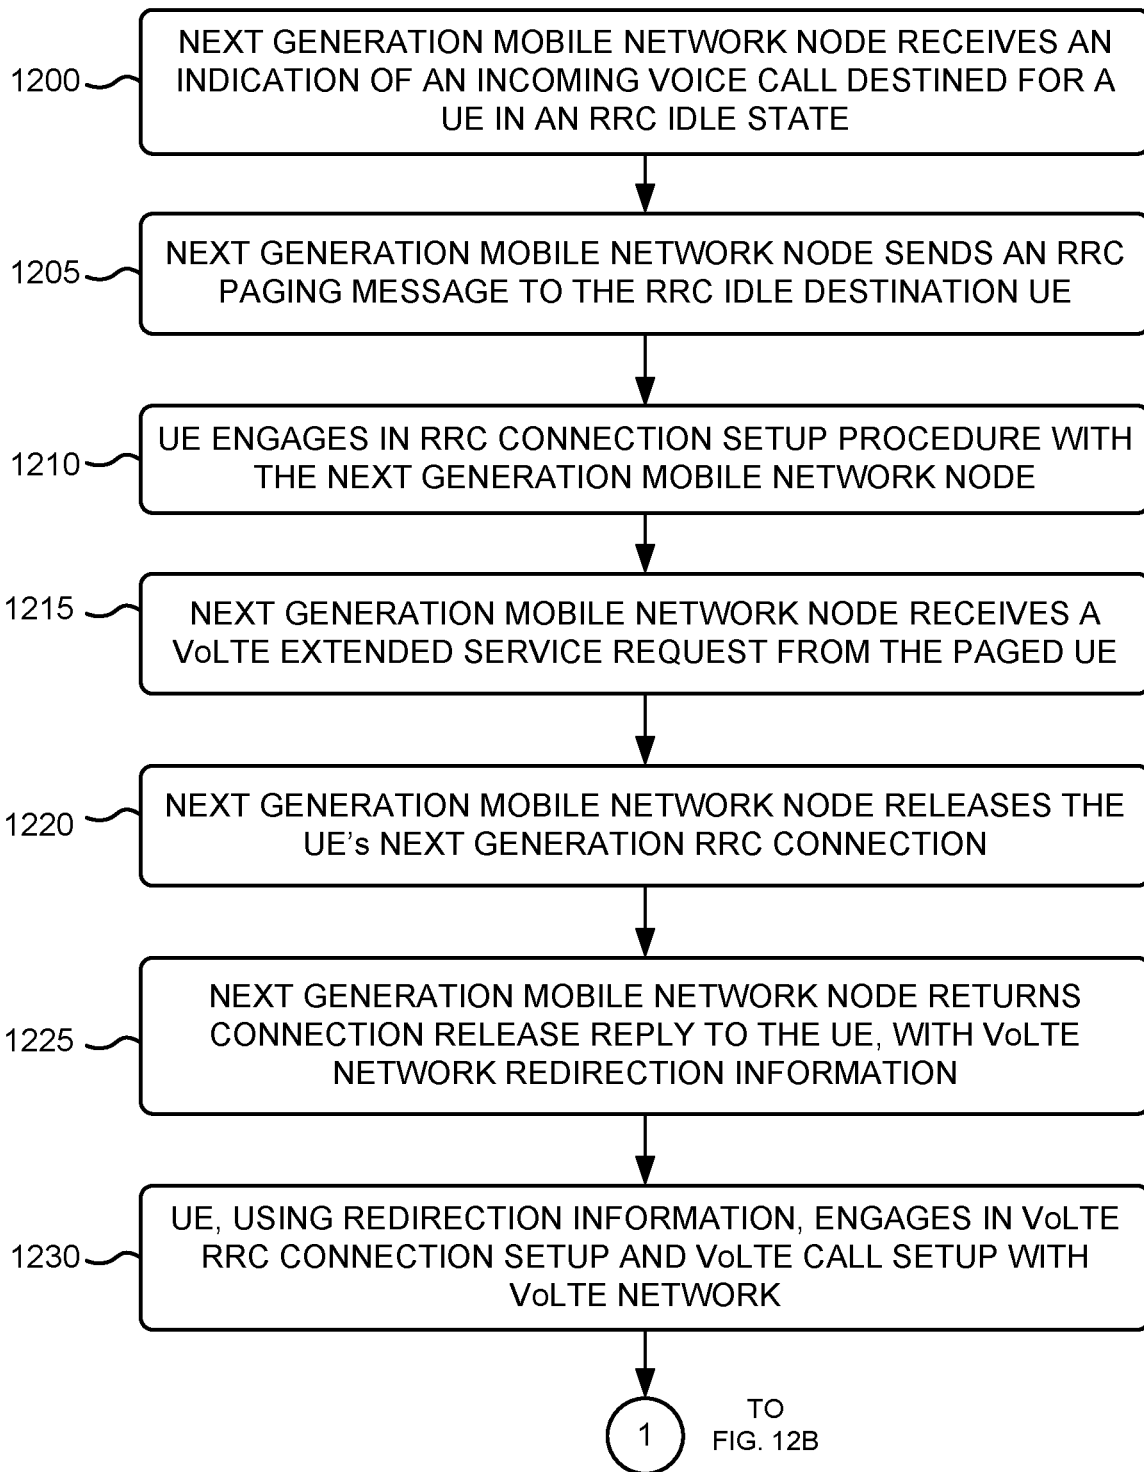 1200
NEXT GENERATION MOBILE NETWORK NODE RECEIVES AN
INDICATION OF AN INCOMING VOICE CALL DESTINED FOR A
UE IN AN RRC IDLE STATE
1205
NEXT GENERATION MOBILE NETWORK NODE SENDS AN RRC
PAGING MESSAGE TO THE RRC IDLE DESTINATION UE
1210
UE ENGAGES IN RRC CONNECTION SETUP PROCEDURE WITH
THE NEXT GENERATION MOBILE NETWORK NODE
1215
NEXT GENERATION MOBILE NETWORK NODE RECEIVES A
VoLTE EXTENDED SERVICE REQUEST FROM THE PAGED UE
1220
NEXT GENERATION MOBILE NETWORK NODE RELEASES THE
UE's NEXT GENERATION RRC CONNECTION
1225
NEXT GENERATION MOBILE NETWORK NODE RETURNS
CONNECTION RELEASE REPLY TO THE UE, WITH VoLTE
NETWORK REDIRECTION INFORMATION
1230
UE, USING REDIRECTION INFORMATION, ENGAGES IN VoLTE
RRC CONNECTION SETUP AND VoLTE CALL SETUP WITH
VoLTE NETWORK
1
TO
FIG. 12B